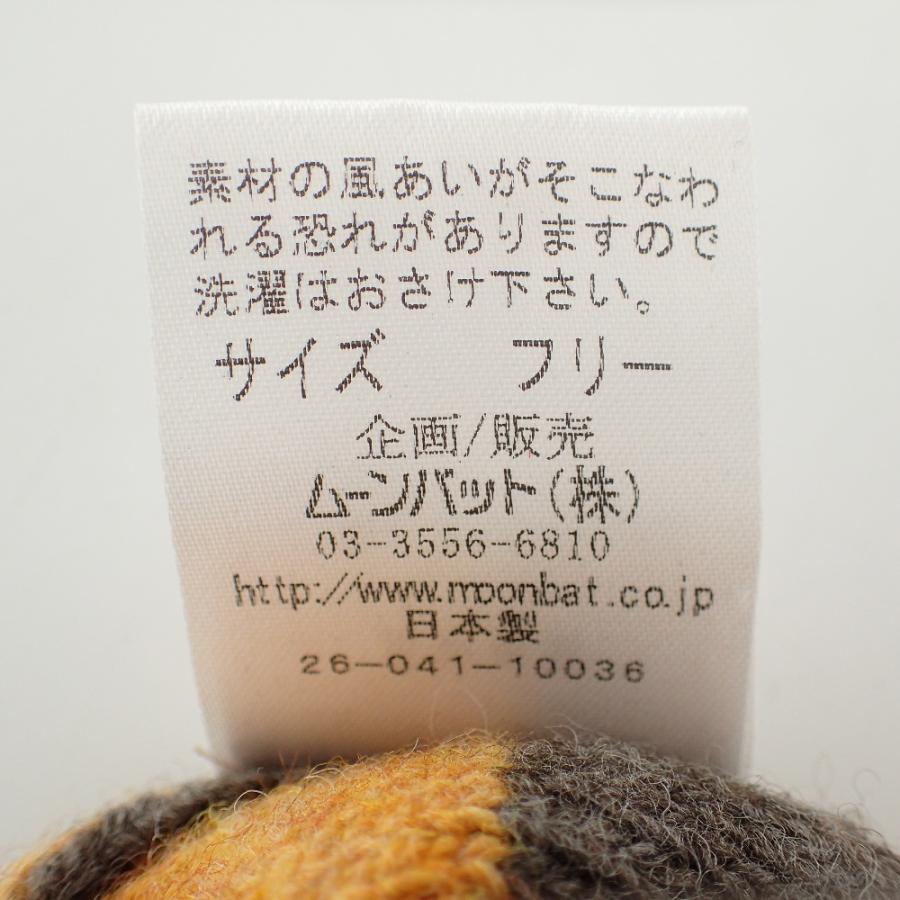 素材の風あいがそこなわ
れる恐れがありますので
洗濯はおさけ下さい。
サイズ　フリー
企画/販売
ムーンバット(株)
03-3556-6810
http://www.moonbat.co.jp
日本製
26-041-10036